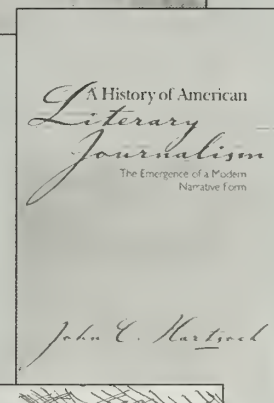 A History of American
Literary
Journalism
The Emergence of a Modern
Narrative Form
John C. Hartsock